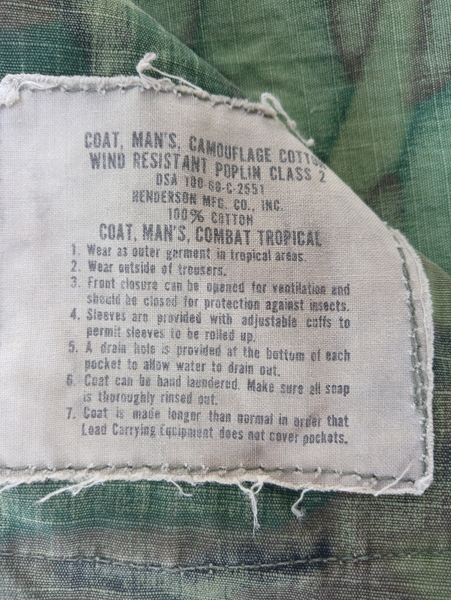 COAT, MAN'S, CAMOUFLAGE COTTON
WIND RESISTANT POPLIN CLASS 2
DSA 100-69-C-2551
HENDERSON MFG. CO., INC.
100% COTTON
COAT, MAN'S, COMBAT TROPICAL
1. Wear as outer garment in tropical areas.
2. Wear outside of trousers.
3. Front closure can be opened for ventilation and
should be closed for protection against insects.
4. Sleeves are provided with adjustable cuffs to
permit sleeves to be rolled up.
5. A drain hole is provided at the bottom of each
pocket to allow water to drain out.
6. Coat can be hand laundered. Make sure all soap
is thoroughly rinsed out.
7. Coat is made longer than normal in order that
Load Carrying Equipment does not cover pockets.